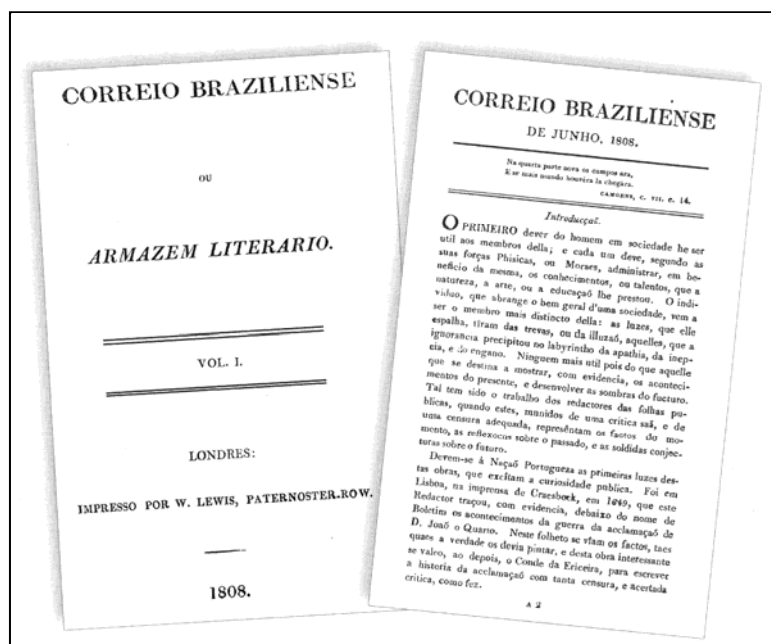 CORREIO BRAZILIENSE
OU
ARMAZEM LITERARIO.
VOL. I.
LONDRES:
IMPRESSO POR W. LEWIS, PATERNOSTER-ROW.
1808.
CORREIO BRAZILIENSE
DE JUNHO, 1808.
Na quarta parte nova os campos ara,
E se mais mundo houvéra la chegára.
CAMOENS, c. VII. e. 14.
Introducçaõ.
O PRIMEIRO dever do homem em sociedade he ser
util aos membros della; e cada um deve, segundo as
suas forças Phisicas, ou Moraes, administrar, em be-
neficio da mesma, os conhecimentos, ou talentos, que a
natureza, a arte, ou a educaçaõ lhe prestou. O indi-
viduo, que abrange o bem geral d'uma sociedade, vem a
ser o membro mais distincto della: as luzes, que elle
espalha, tiram das trevas, ou da illuzaõ, aquelles, que a
ignorancia precipitou no labyrintho da apathia, da inep-
cia, e do engano. Ninguem mais util pois do que aquelle
que se destina a mostrar, com evidencia, os aconteci-
mentos do presente, e desenvolver as sombras do fucturo.
Tal tem sido o trabalho dos redactores das folhas pu-
blicas, quando estes, munidos de uma critica saã, e de
uma censura adequada, represêntam os factos do mo-
mento, as reflexoens sobre o passado, e as soldidas conjec-
turas sobre o futuro.
Devem-se à Naçaõ Portugueza as primeiras luzes des-
tas obras, que excitam a curiosidade publica. Foi em
Lisboa, na imprensa de Craesbeck, em 1649, que este
Redactor traçou, com evidencia, debaixo do nome de
Boletim os acontecimentos da guerra da acclamaçaõ de
D. Joaõ o Quarto. Neste folheto se viam os factos, taes
quaes a verdade os devia pintar, e desta obra interessante
se valeo, ao depois, o Conde da Ericeira, para escrever
a historia da acclamaçaõ com tanta censura, e acertada
critica, como fez.
A 2